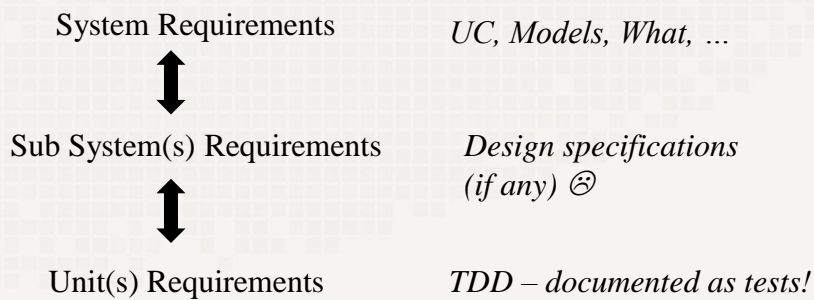 System Requirements UC, Models, What, …
Sub System(s) Requirements Design specifications
(if any) ☹
Unit(s) Requirements TDD – documented as tests!